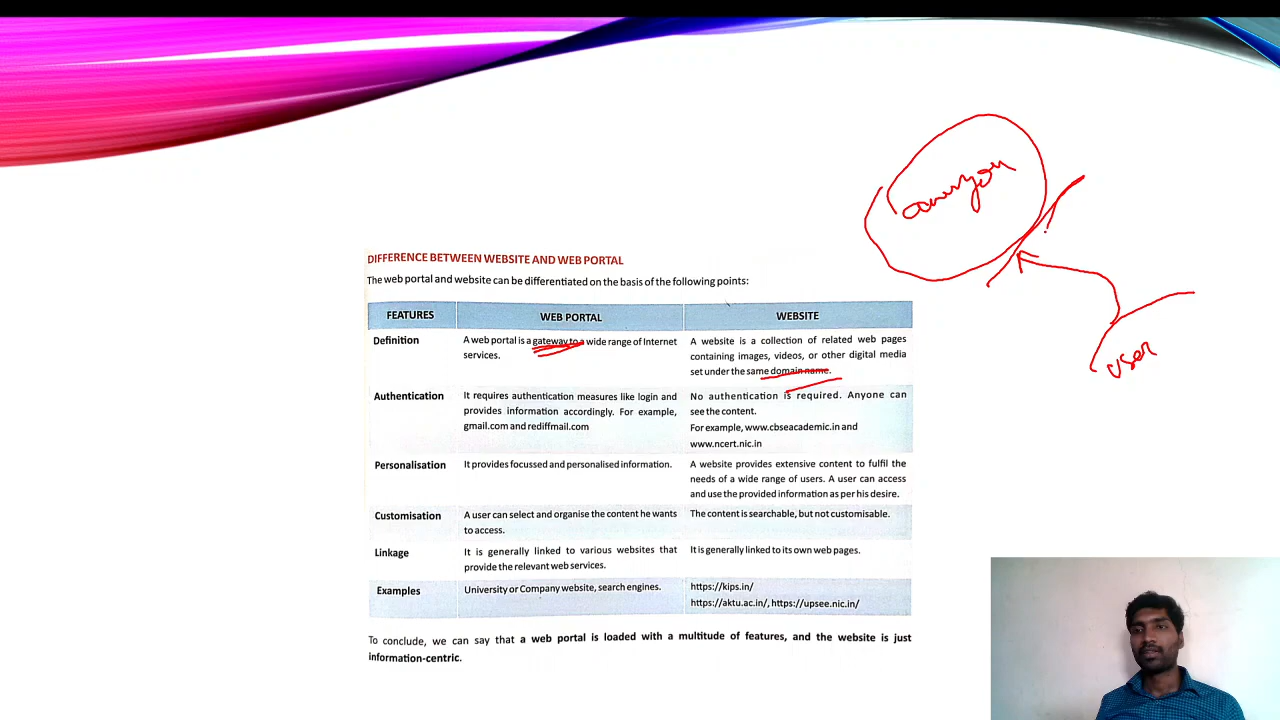 amazon
DIFFERENCE BETWEEN WEBSITE AND WEB PORTAL
The web portal and website can be differentiated on the basis of the following points:
FEATURES WEB PORTAL WEBSITE
Definition A web portal is a gateway to a wide range of Internet A website is a collection of related web pages
services. containing images, videos, or other digital media
set under the same domain name.
user
Authentication It requires authentication measures like login and No authentication is required. Anyone can
provides information accordingly. For example, see the content.
gmail.com and rediffmail.com For example, www.cbseacademic.in and
www.ncert.nic.in
Personalisation It provides focussed and personalised information. A website provides extensive content to fulfil the
needs of a wide range of users. A user can access
and use the provided information as per his desire.
Customisation A user can select and organise the content he wants The content is searchable, but not customisable.
to access.
Linkage It is generally linked to various websites that It is generally linked to its own web pages.
provide the relevant web services.
Examples University or Company website, search engines. https://kips.in/
https://aktu.ac.in/, https://upsee.nic.in/
To conclude, we can say that a web portal is loaded with a multitude of features, and the website is just
information-centric.